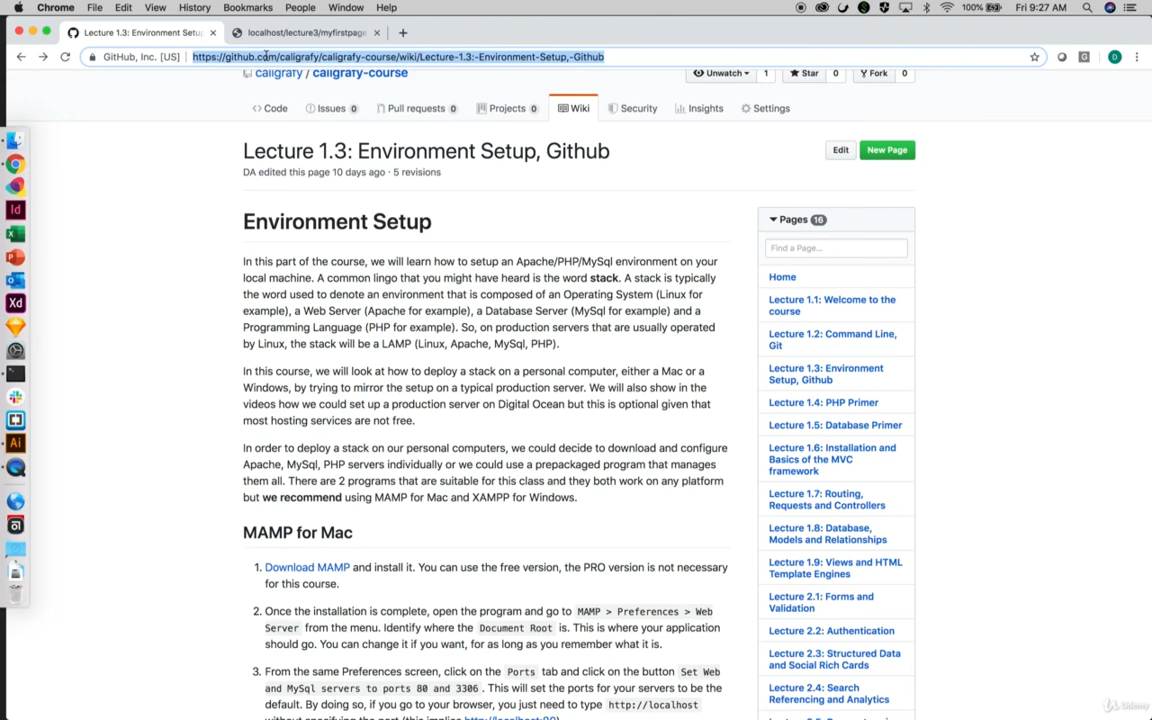 Chrome File Edit View History Bookmarks People Window Help 100% Fri 9:27 AM
Lecture 1.3: Environment Setu × localhost/lecture3/myfirstpage × +
GitHub, Inc. [US] https://github.com/caligrafy/caligrafy-course/wiki/Lecture-1.3:-Environment-Setup,-Github D
caligrafy / caligrafy-course Unwatch 1 Star 0 Fork 0
Code Issues 0 Pull requests 0 Projects 0 Wiki Security Insights Settings
Lecture 1.3: Environment Setup, Github Edit New Page
DA edited this page 10 days ago · 5 revisions
Environment Setup
In this part of the course, we will learn how to setup an Apache/PHP/MySql environment on your
local machine. A common lingo that you might have heard is the word stack. A stack is typically
the word used to denote an environment that is composed of an Operating System (Linux for
example), a Web Server (Apache for example), a Database Server (MySql for example) and a
Programming Language (PHP for example). So, on production servers that are usually operated
by Linux, the stack will be a LAMP (Linux, Apache, MySql, PHP).
In this course, we will look at how to deploy a stack on a personal computer, either a Mac or a
Windows, by trying to mirror the setup on a typical production server. We will also show in the
videos how we could set up a production server on Digital Ocean but this is optional given that
most hosting services are not free.
In order to deploy a stack on our personal computers, we could decide to download and configure
Apache, MySql, PHP servers individually or we could use a prepackaged program that manages
them all. There are 2 programs that are suitable for this class and they both work on any platform
but we recommend using MAMP for Mac and XAMPP for Windows.
MAMP for Mac
1. Download MAMP and install it. You can use the free version, the PRO version is not necessary
for this course.
2. Once the installation is complete, open the program and go to MAMP > Preferences > Web
Server from the menu. Identify where the Document Root is. This is where your application
should go. You can change it if you want, for as long as you remember what it is.
3. From the same Preferences screen, click on the Ports tab and click on the button Set Web
and MySql servers to ports 80 and 3306. This will set the ports for your servers to be the
default. By doing so, if you go to your browser, you just need to type http://localhost
without specifying the port (this implies http://localhost:80)
Pages 16
Find a Page...
Home
Lecture 1.1: Welcome to the
course
Lecture 1.2: Command Line,
Git
Lecture 1.3: Environment
Setup, Github
Lecture 1.4: PHP Primer
Lecture 1.5: Database Primer
Lecture 1.6: Installation and
Basics of the MVC
framework
Lecture 1.7: Routing,
Requests and Controllers
Lecture 1.8: Database,
Models and Relationships
Lecture 1.9: Views and HTML
Template Engines
Lecture 2.1: Forms and
Validation
Lecture 2.2: Authentication
Lecture 2.3: Structured Data
and Social Rich Cards
Lecture 2.4: Search
Referencing and Analytics
Id
Xd
Ai
Udemy